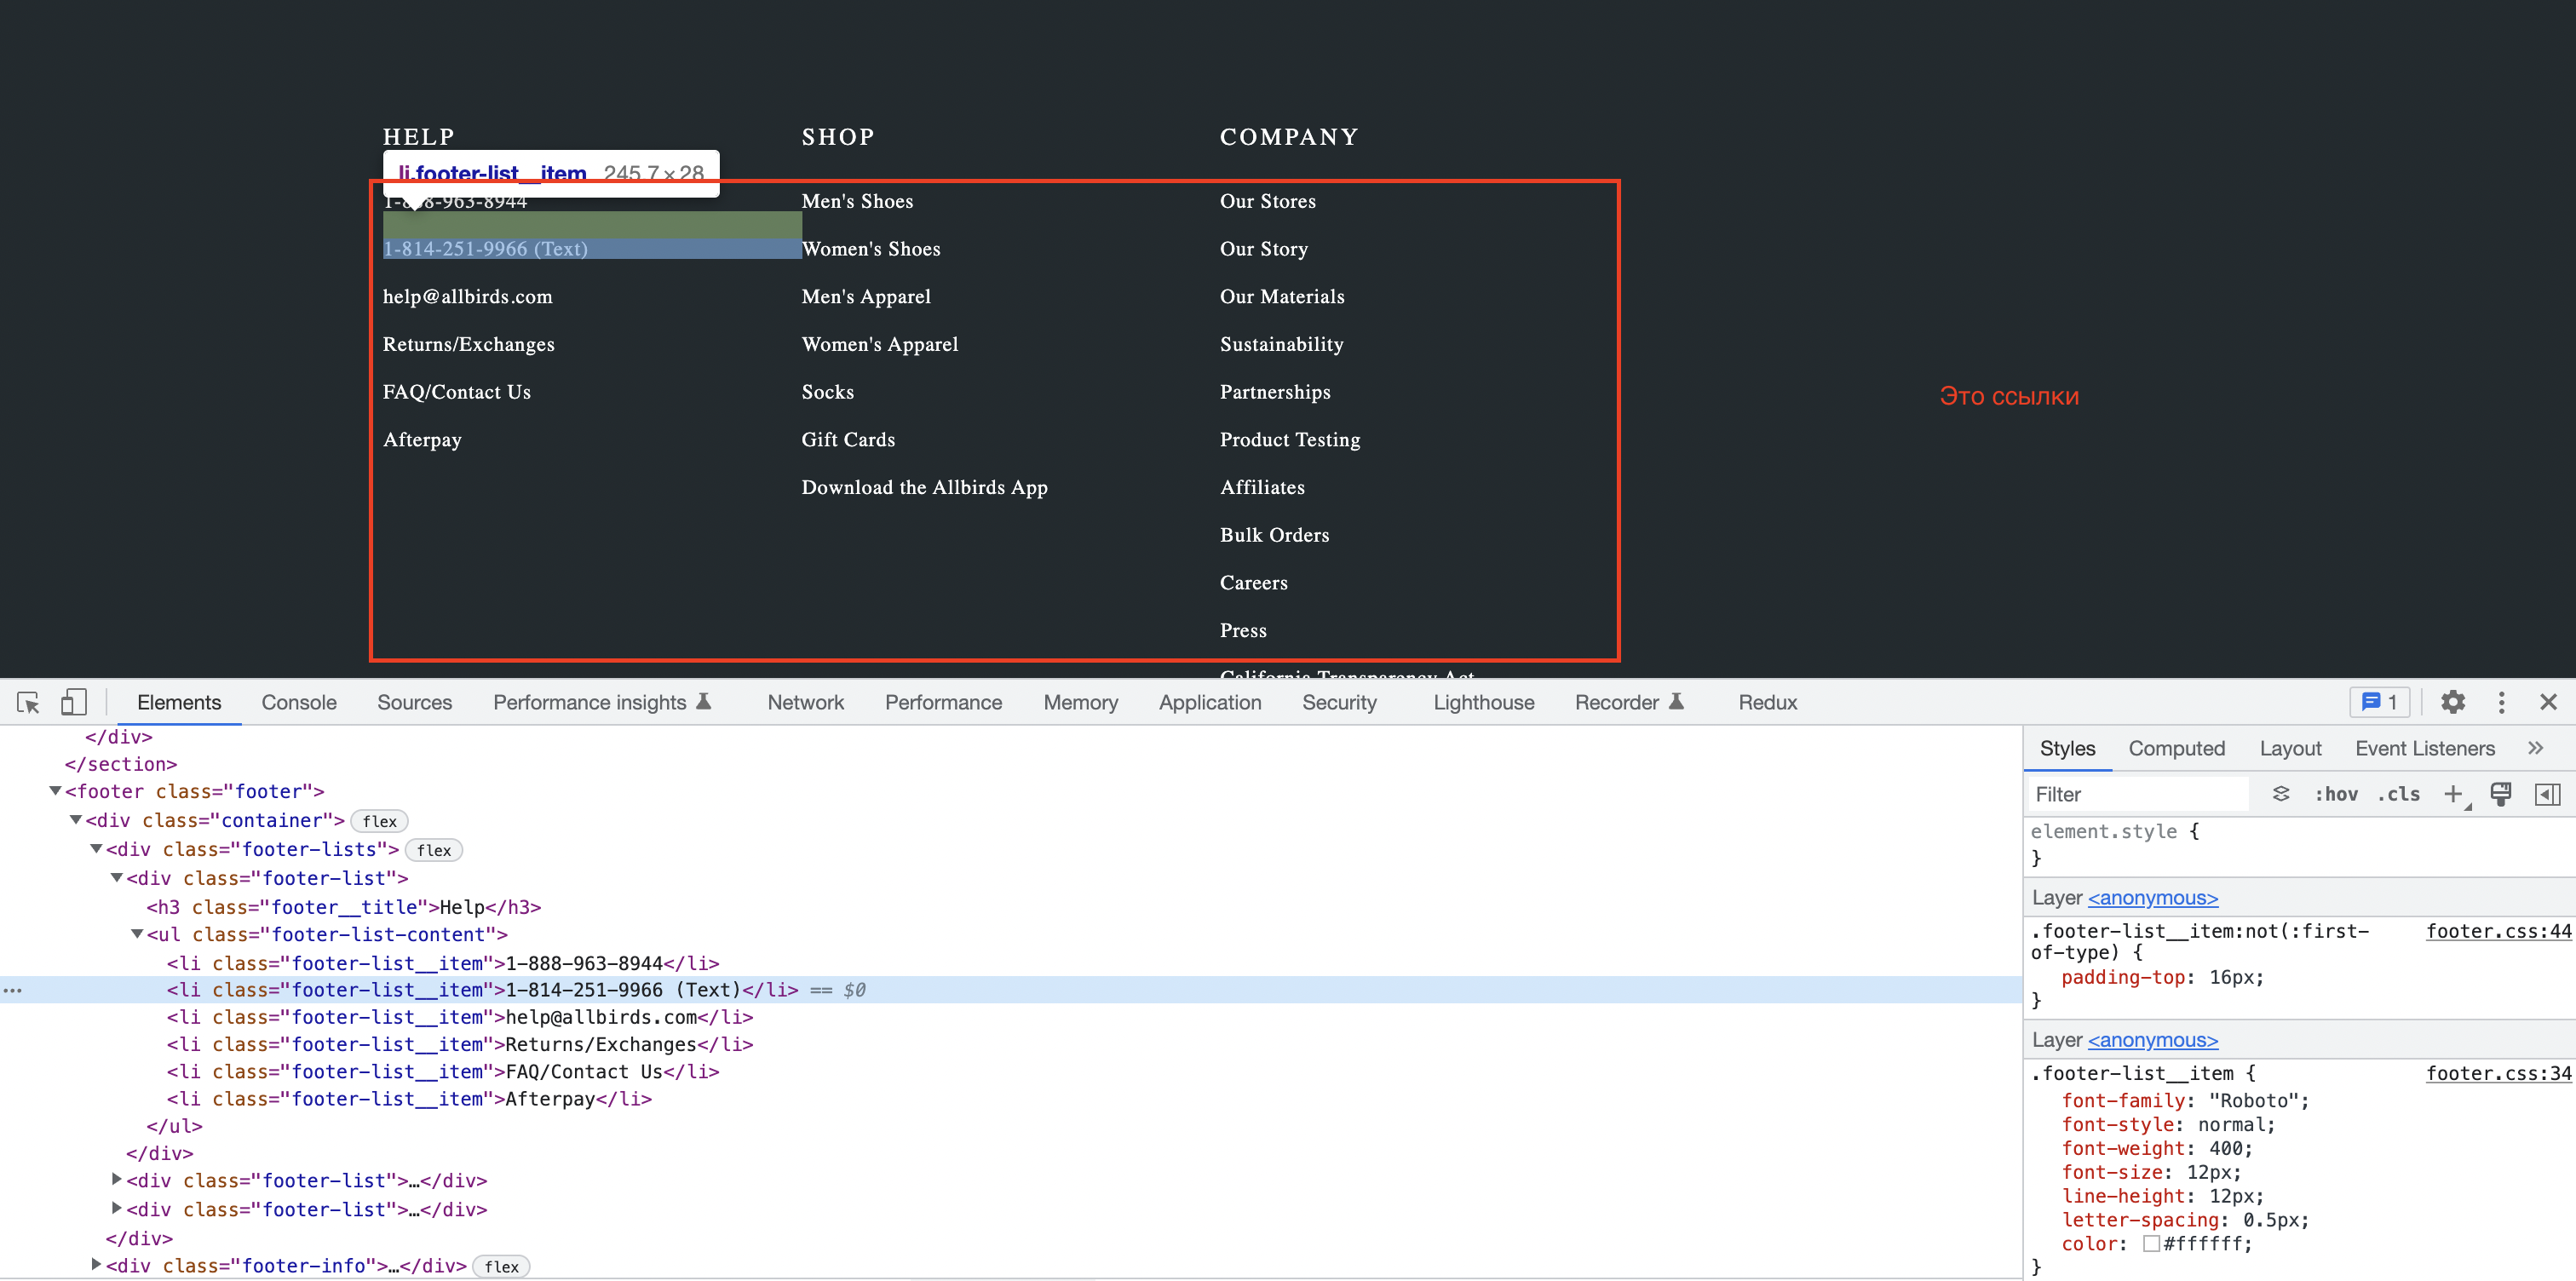 HELP
SHOP
COMPANY
li.footer-list__item 245.7×28
1-888-963-8944
Men's Shoes
Our Stores
1-814-251-9966 (Text)
Women's Shoes
Our Story
help@allbirds.com
Men's Apparel
Our Materials
Returns/Exchanges
Women's Apparel
Sustainability
FAQ/Contact Us
Socks
Partnerships
Это ссылки
Afterpay
Gift Cards
Product Testing
Download the Allbirds App
Affiliates
Bulk Orders
Careers
Press
California Transparency Act
Elements Console Sources Performance insights Network Performance Memory Application Security Lighthouse Recorder Redux 1
</div>
</section>
<footer class="footer">
<div class="container"> flex
<div class="footer-lists"> flex
<div class="footer-list">
<h3 class="footer__title">Help</h3>
<ul class="footer-list-content">
<li class="footer-list__item">1-888-963-8944</li>
<li class="footer-list__item">1-814-251-9966 (Text)</li> == $0
<li class="footer-list__item">help@allbirds.com</li>
<li class="footer-list__item">Returns/Exchanges</li>
<li class="footer-list__item">FAQ/Contact Us</li>
<li class="footer-list__item">Afterpay</li>
</ul>
</div>
<div class="footer-list">…</div>
<div class="footer-list">…</div>
</div>
<div class="footer-info">…</div> flex
Styles Computed Layout Event Listeners »
Filter :hov .cls +
element.style {
}
Layer <anonymous>
.footer-list__item:not(:first- footer.css:44
of-type) {
padding-top: 16px;
}
Layer <anonymous>
.footer-list__item { footer.css:34
font-family: "Roboto";
font-style: normal;
font-weight: 400;
font-size: 12px;
line-height: 12px;
letter-spacing: 0.5px;
color: #ffffff;
}